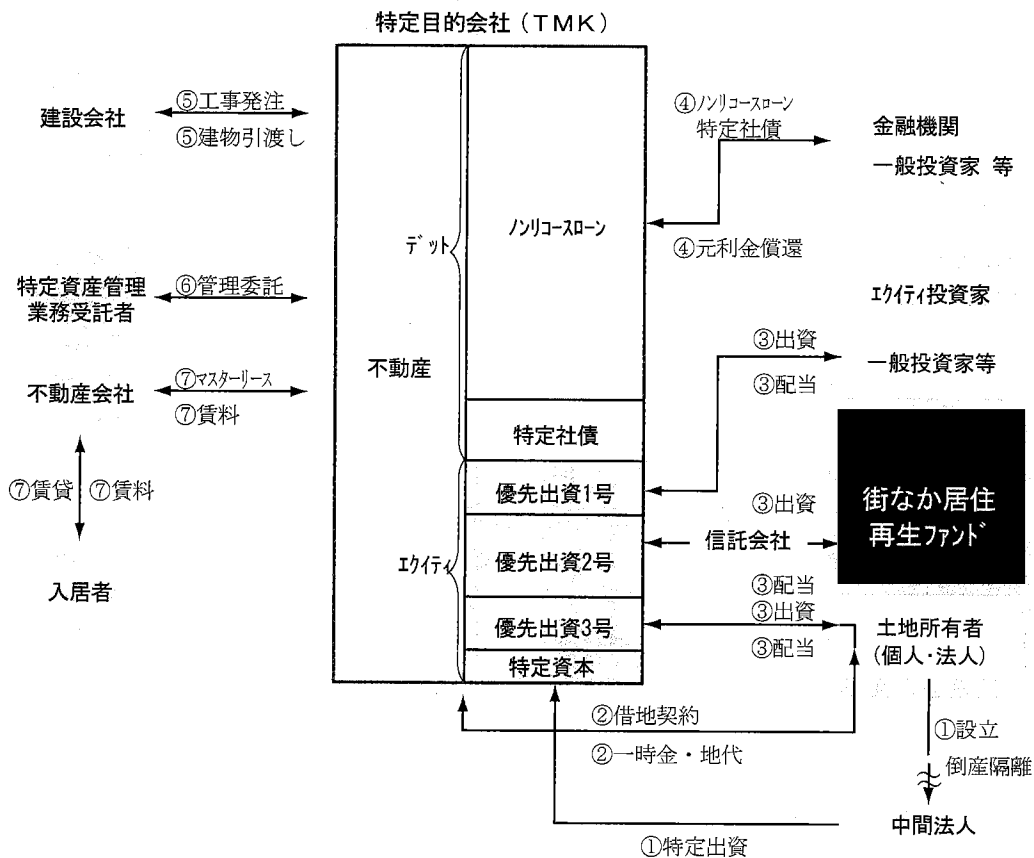 特定目的会社(TMK)
建設会社
⑤工事発注
⑤建物引渡し
特定資産管理
業務受託者
⑥管理委託
不動産会社
⑦マスターリース
⑦賃料
⑦賃貸
⑦賃料
入居者
不動産
デット
エクイティ
ノンリコースローン
特定社債
優先出資1号
優先出資2号
優先出資3号
特定資本
④ノンリコースローン
特定社債
④元利金償還
金融機関
一般投資家 等
エクイティ投資家
③出資
③配当
一般投資家等
③出資
信託会社
③配当
街なか居住
再生ファンド
③出資
③配当
土地所有者
(個人・法人)
②借地契約
②一時金・地代
①設立
倒産隔離
中間法人
①特定出資